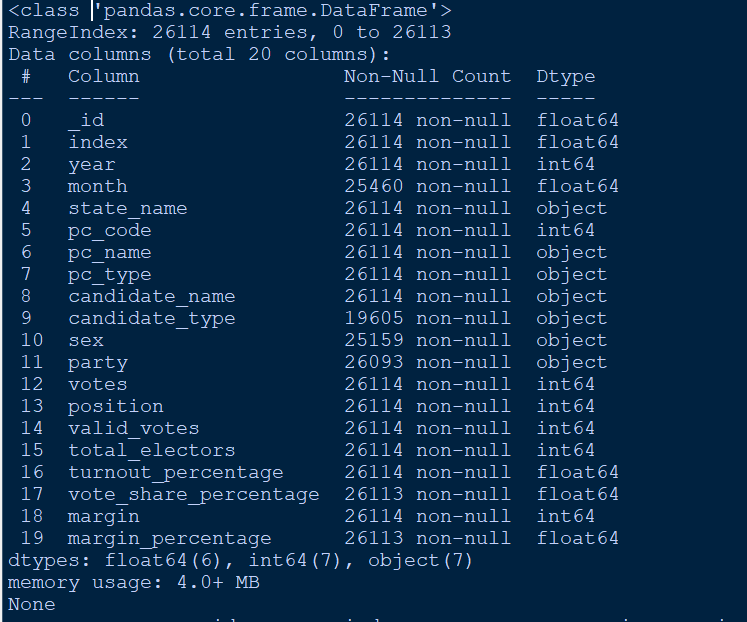 <class 'pandas.core.frame.DataFrame'>
RangeIndex: 26114 entries, 0 to 26113
Data columns (total 20 columns):
 #   Column                 Non-Null Count  Dtype
---  ------                 --------------  -----
 0   _id                    26114 non-null  float64
 1   index                  26114 non-null  float64
 2   year                   26114 non-null  int64
 3   month                  25460 non-null  float64
 4   state_name             26114 non-null  object
 5   pc_code                26114 non-null  int64
 6   pc_name                26114 non-null  object
 7   pc_type                26114 non-null  object
 8   candidate_name         26114 non-null  object
 9   candidate_type         19605 non-null  object
 10  sex                    25159 non-null  object
 11  party                  26093 non-null  object
 12  votes                  26114 non-null  int64
 13  position               26114 non-null  int64
 14  valid_votes            26114 non-null  int64
 15  total_electors         26114 non-null  int64
 16  turnout_percentage     26114 non-null  float64
 17  vote_share_percentage  26113 non-null  float64
 18  margin                 26114 non-null  int64
 19  margin_percentage      26113 non-null  float64
dtypes: float64(6), int64(7), object(7)
memory usage: 4.0+ MB
None